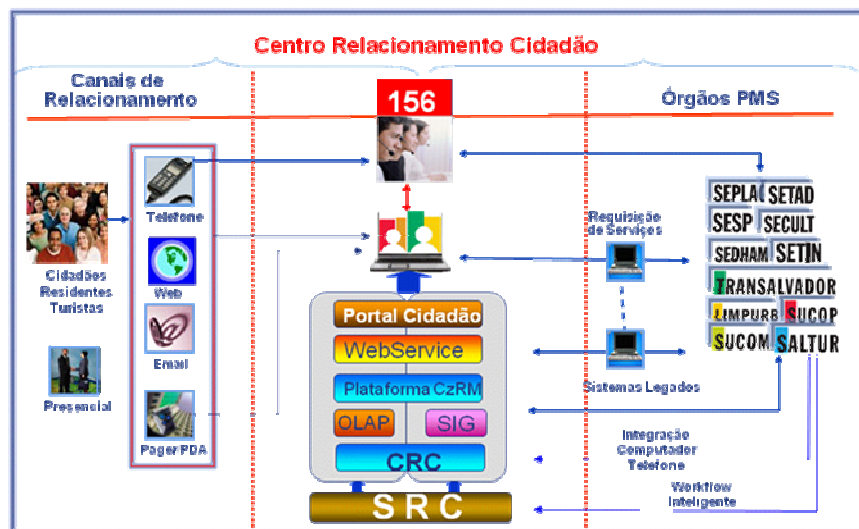 Centro Relacionamento Cidadão
Canais de
Relacionamento
156
Órgãos PMS
Telefone
Web
Email
Pager PDA
Cidadãos
Residentes
Turistas
Presencial
Portal Cidadão
WebService
Plataforma CzRM
OLAP
SIG
CRC
SRC
Requisição
de Serviços
Sistemas Legados
Integração
Computador
Telefone
Workflow
Inteligente
SEPLAG SETAD
SESP SECULT
SEDHAM SETIN
TRANSALVADOR
LIMPURB SUCOP
SUCOM SALTUR